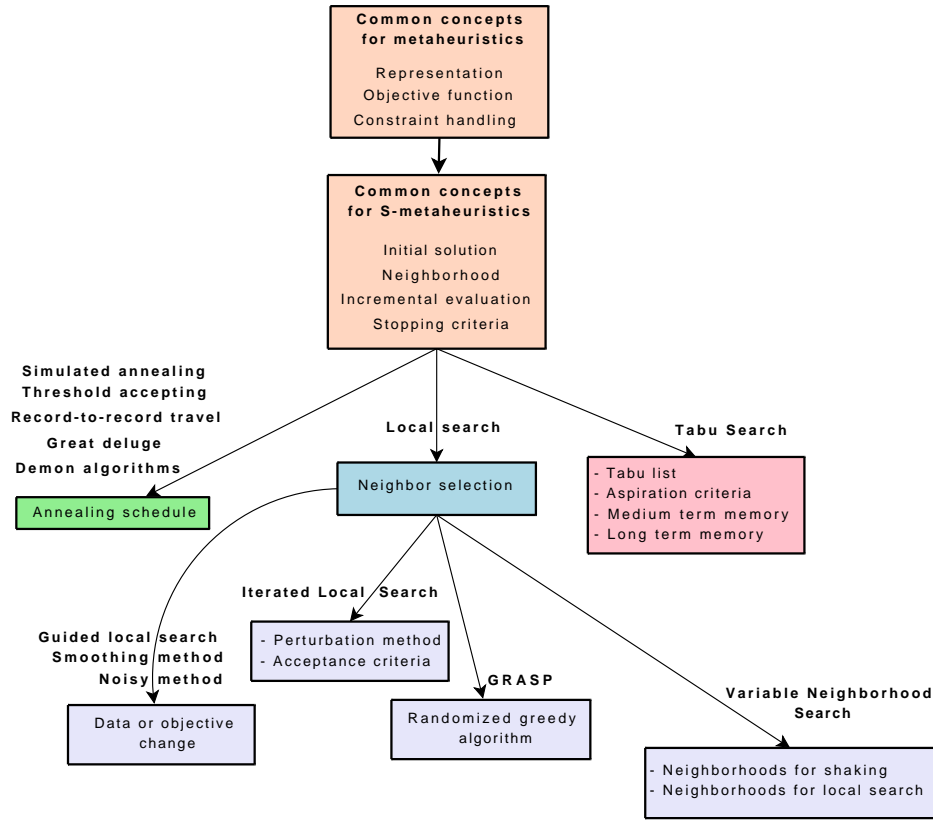 Common concepts
for metaheuristics
Representation
Objective function
Constraint handling
Common concepts
for S-metaheuristics
Initial solution
Neighborhood
Incremental evaluation
Stopping criteria
Simulated annealing
Threshold accepting
Record-to-record travel
Great deluge
Demon algorithms
Annealing schedule
Local search
Neighbor selection
Tabu Search
- Tabu list
- Aspiration criteria
- Medium term memory
- Long term memory
Guided local search
Smoothing method
Noisy method
Data or objective
change
Iterated Local Search
- Perturbation method
- Acceptance criteria
GRASP
Randomized greedy
algorithm
Variable Neighborhood
Search
- Neighborhoods for shaking
- Neighborhoods for local search